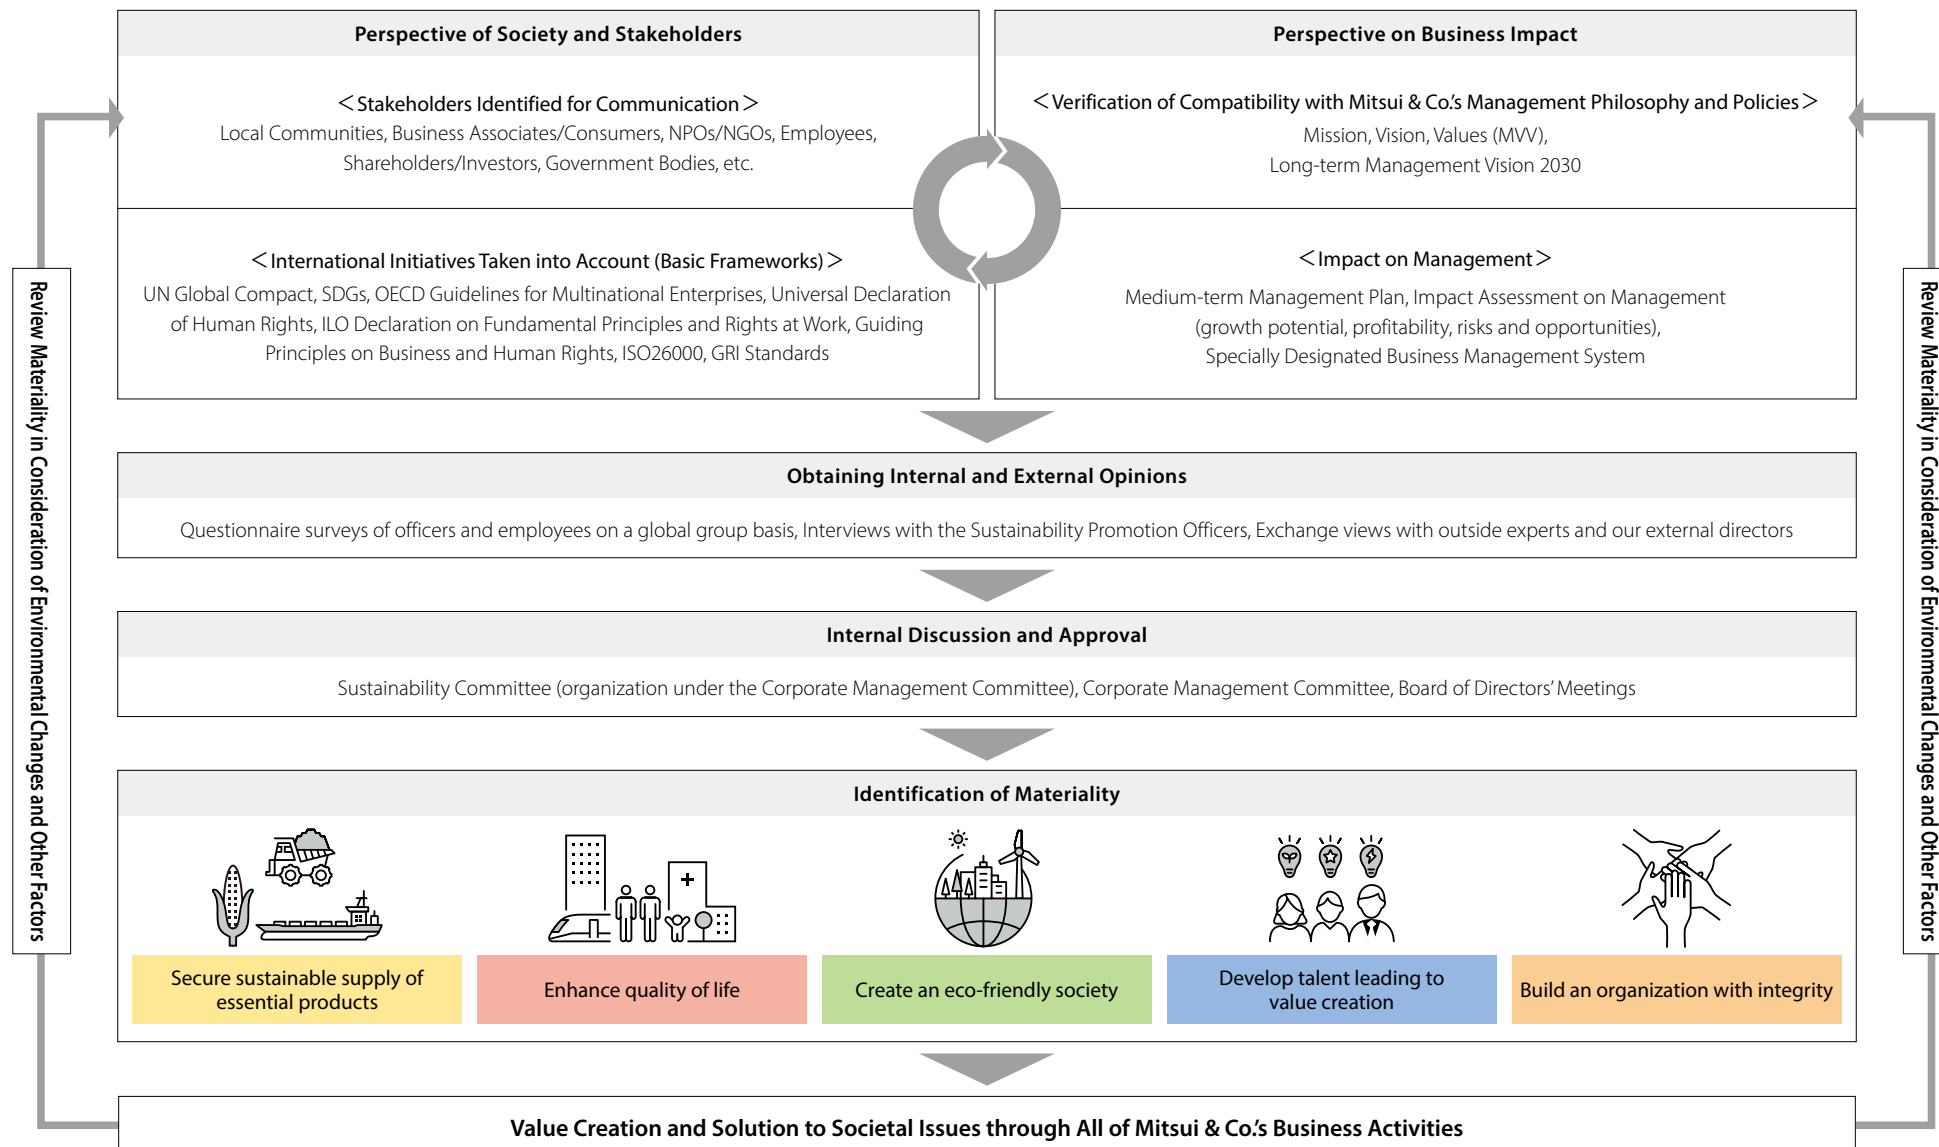 Perspective of Society and Stakeholders
<Stakeholders Identified for Communication>
Local Communities, Business Associates/Consumers, NPOs/NGOs, Employees,
Shareholders/Investors, Government Bodies, etc.
<International Initiatives Taken into Account (Basic Frameworks)>
UN Global Compact, SDGs, OECD Guidelines for Multinational Enterprises, Universal Declaration
of Human Rights, ILO Declaration on Fundamental Principles and Rights at Work, Guiding
Principles on Business and Human Rights, ISO26000, GRI Standards
Perspective on Business Impact
<Verification of Compatibility with Mitsui & Co.'s Management Philosophy and Policies>
Mission, Vision, Values (MVV),
Long-term Management Vision 2030
<Impact on Management>
Medium-term Management Plan, Impact Assessment on Management
(growth potential, profitability, risks and opportunities),
Specially Designated Business Management System
Review Materiality in Consideration of Environmental Changes and Other Factors
Review Materiality in Consideration of Environmental Changes and Other Factors
Obtaining Internal and External Opinions
Questionnaire surveys of officers and employees on a global group basis, Interviews with the Sustainability Promotion Officers, Exchange views with outside experts and our external directors
Internal Discussion and Approval
Sustainability Committee (organization under the Corporate Management Committee), Corporate Management Committee, Board of Directors' Meetings
Identification of Materiality
Secure sustainable supply of
essential products
Enhance quality of life
Create an eco-friendly society
Develop talent leading to
value creation
Build an organization with integrity
Value Creation and Solution to Societal Issues through All of Mitsui & Co.'s Business Activities